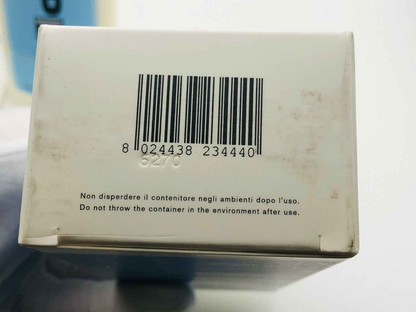 8 024438 234440
6270
Non disperdere il contenitore negli ambienti dopo l'uso.
Do not throw the container in the environment after use.